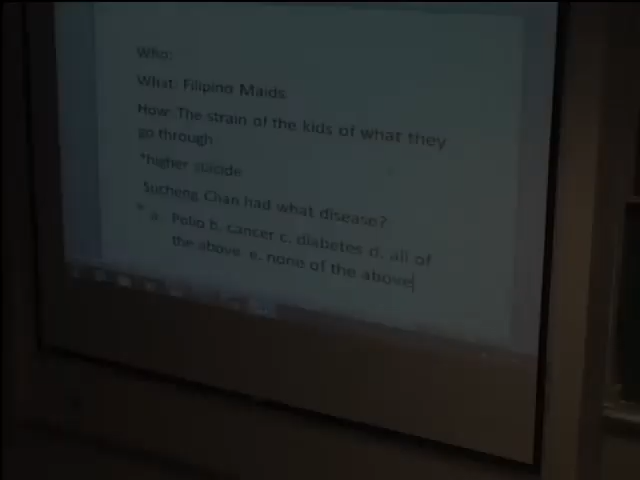 Who:
What: Filipino Maids
How: The strain of the kids of what they
go through
*higher suicide
Sucheng Chan had what disease?
a. Polio b. cancer c. diabetes d. all of
the above. e. none of the above